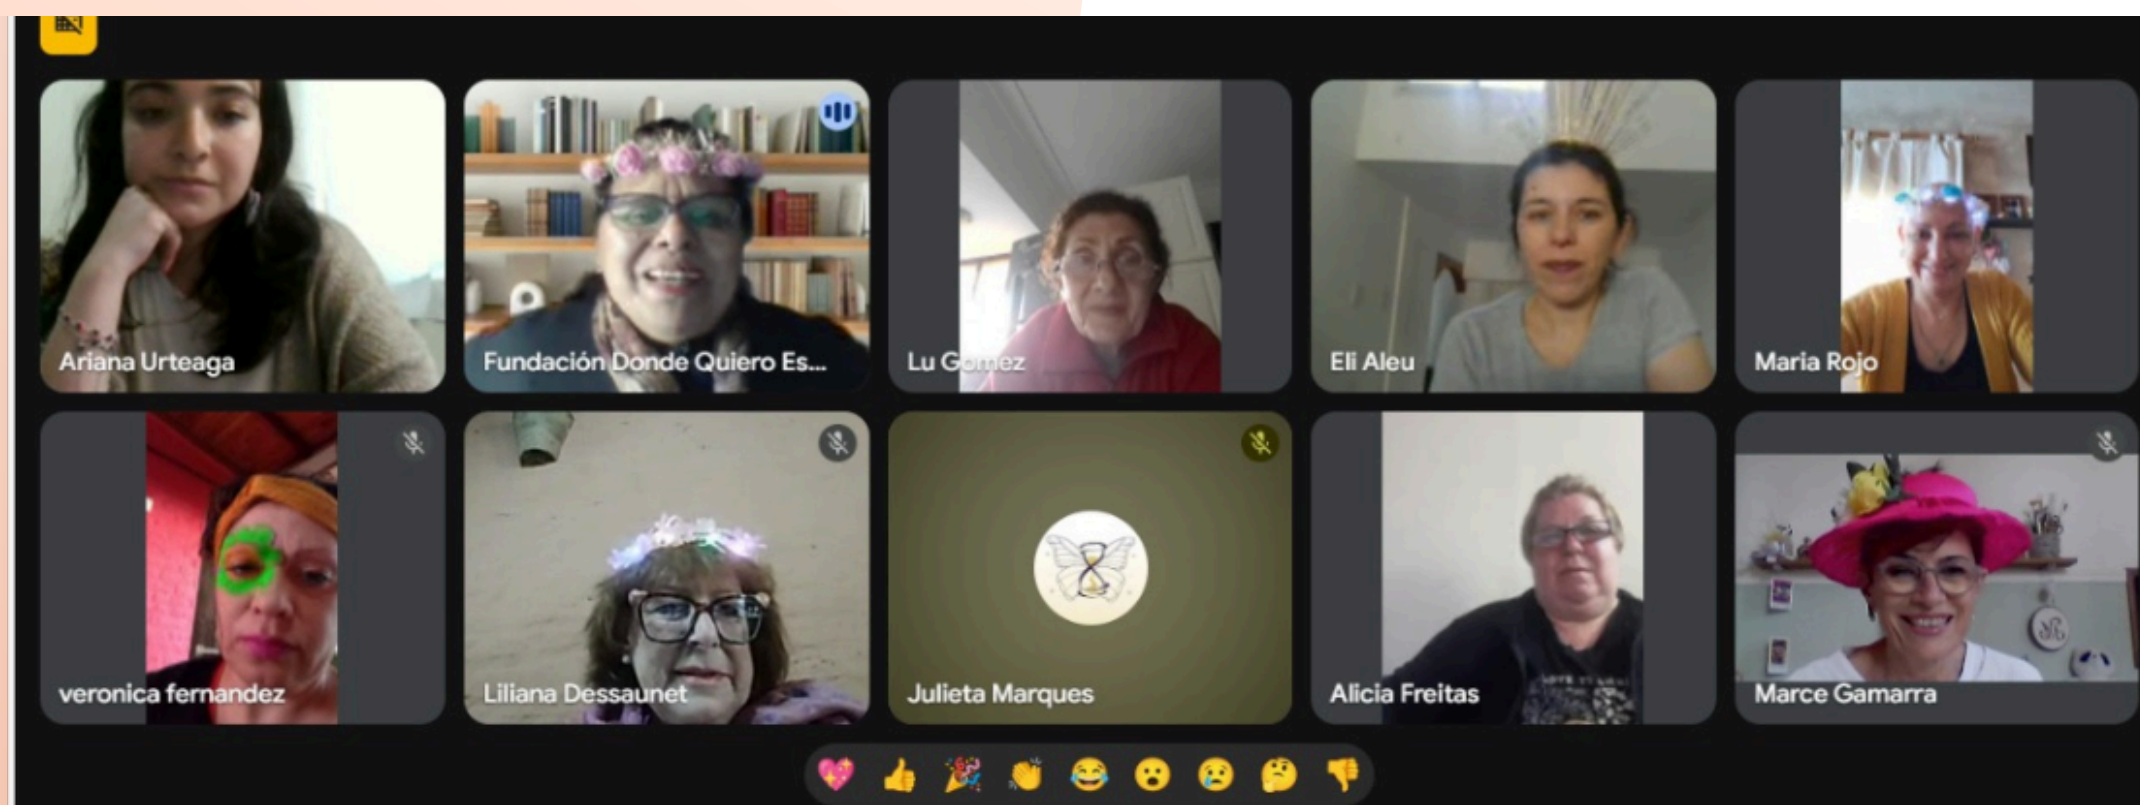 Ariana Urteaga
Fundación Donde Quiero Es...
Lu Gomez
Eli Aleu
Maria Rojo
veronica fernandez
Liliana Dessaunet
Julieta Marques
Alicia Freitas
Marce Gamarra